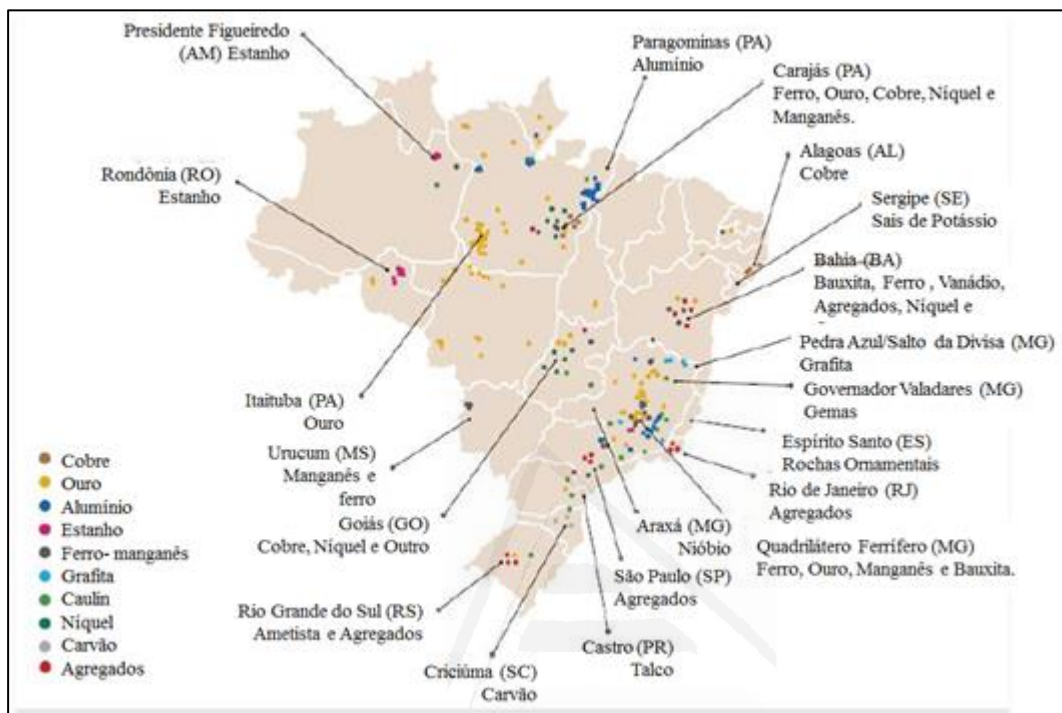 Presidente Figueiredo
(AM) Estanho
Paragominas (PA)
Alumínio
Carajás (PA)
Ferro, Ouro, Cobre, Níquel e
Manganês.
Rondônia (RO)
Estanho
Alagoas (AL)
Cobre
Sergipe (SE)
Sais de Potássio
Bahia (BA)
Bauxita, Ferro , Vanádio,
Agregados, Níquel e
Pedra Azul/Salto da Divisa (MG)
Grafita
Governador Valadares (MG)
Gemas
Itaituba (PA)
Ouro
Urucum (MS)
Manganês e
ferro
Espírito Santo (ES)
Rochas Ornamentais
Rio de Janeiro (RJ)
Agregados
Goiás (GO)
Cobre, Níquel e Outro
Araxá (MG)
Nióbio
Quadrilátero Ferrífero (MG)
Ferro, Ouro, Manganês e Bauxita.
São Paulo (SP)
Agregados
Rio Grande do Sul (RS)
Ametista e Agregados
Castro (PR)
Talco
Criciúma (SC)
Carvão
Cobre
Ouro
Alumínio
Estanho
Ferro- manganês
Grafita
Caulin
Níquel
Carvão
Agregados